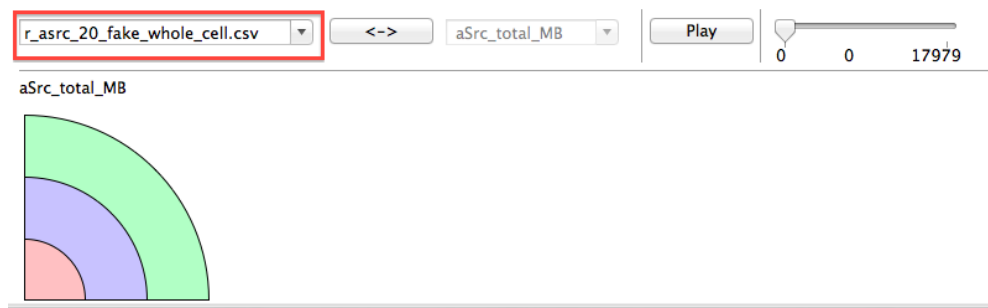 r_asrc_20_fake_whole_cell.csv <-> aSrc_total_MB Play
0 0 17979
aSrc_total_MB